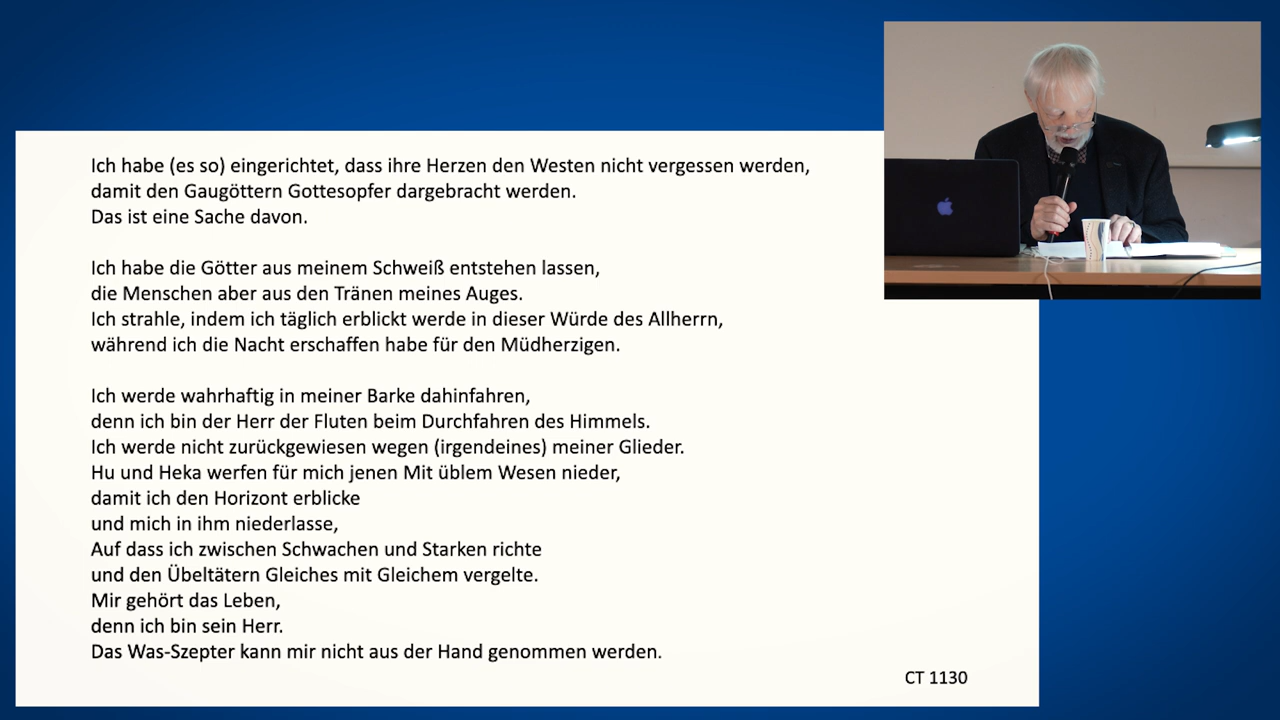 Ich habe (es so) eingerichtet, dass ihre Herzen den Westen nicht vergessen werden,
damit den Gaugöttern Gottesopfer dargebracht werden.
Das ist eine Sache davon.
Ich habe die Götter aus meinem Schweiß entstehen lassen,
die Menschen aber aus den Tränen meines Auges.
Ich strahle, indem ich täglich erblickt werde in dieser Würde des Allherrn,
während ich die Nacht erschaffen habe für den Müdherzigen.
Ich werde wahrhaftig in meiner Barke dahinfahren,
denn ich bin der Herr der Fluten beim Durchfahren des Himmels.
Ich werde nicht zurückgewiesen wegen (irgendeines) meiner Glieder.
Hu und Heka werfen für mich jenen Mit üblem Wesen nieder,
damit ich den Horizont erblicke
und mich in ihm niederlasse,
Auf dass ich zwischen Schwachen und Starken richte
und den Übeltätern Gleiches mit Gleichem vergelte.
Mir gehört das Leben,
denn ich bin sein Herr.
Das Was-Szepter kann mir nicht aus der Hand genommen werden.
CT 1130